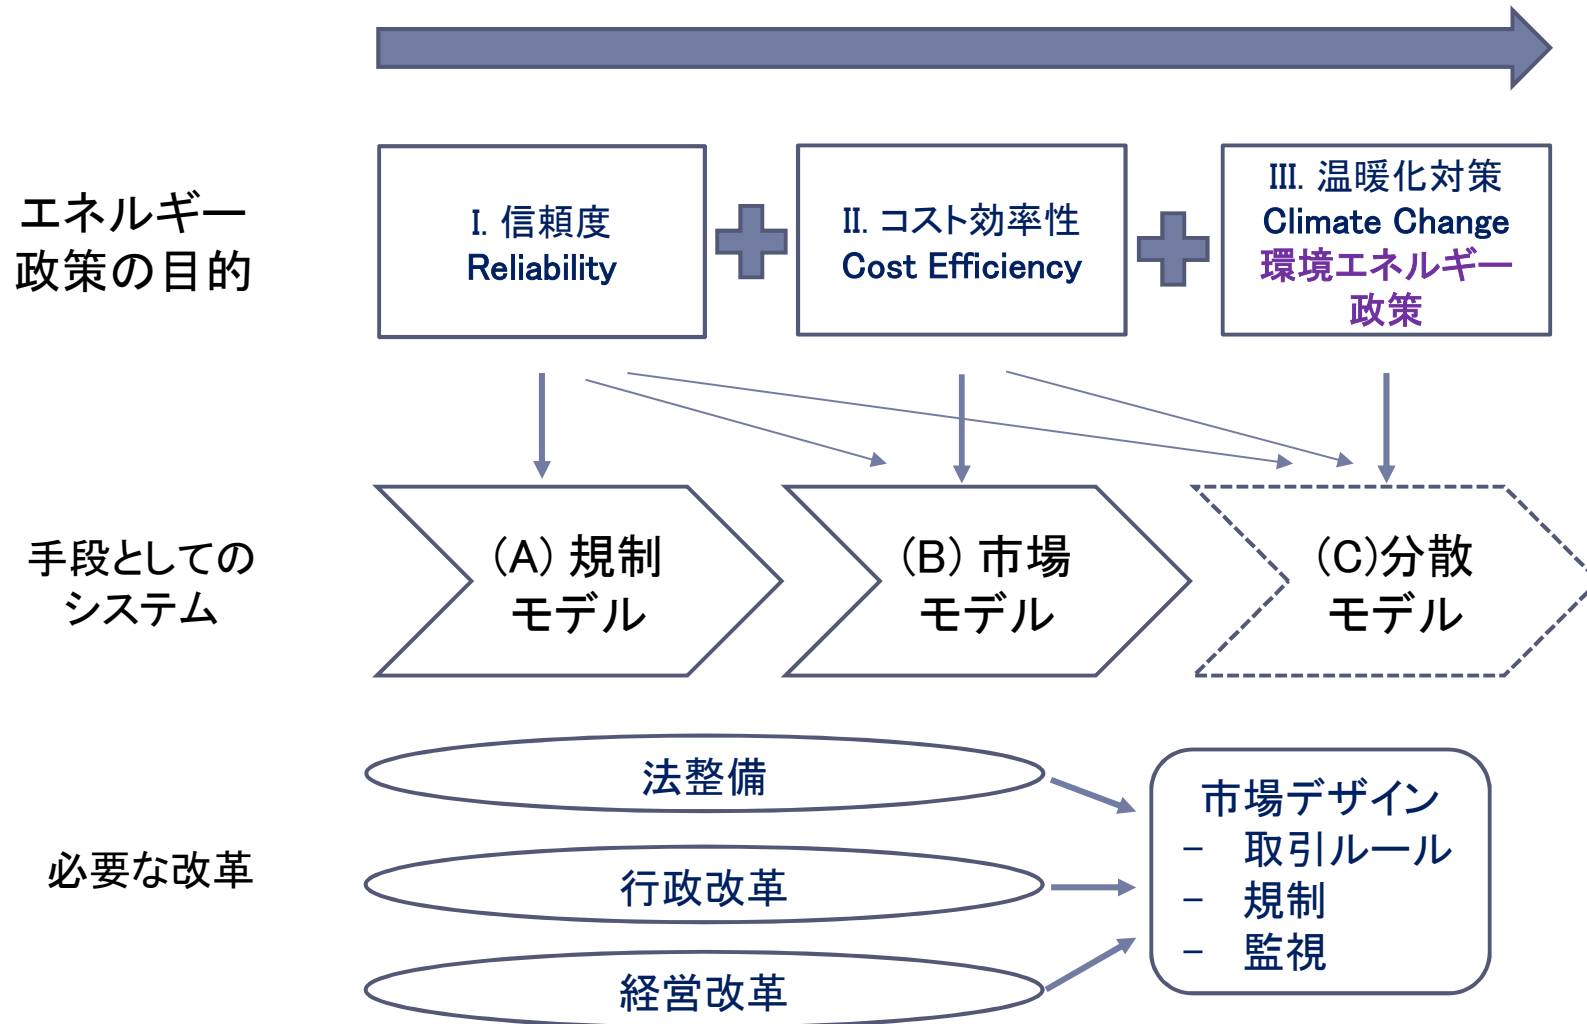 エネルギー
政策の目的
I. 信頼度
Reliability
II. コスト効率性
Cost Efficiency
III. 温暖化対策
Climate Change
環境エネルギー
政策
手段としての
システム
(A) 規制
モデル
(B) 市場
モデル
(C)分散
モデル
必要な改革
法整備
行政改革
経営改革
市場デザイン
- 取引ルール
- 規制
- 監視